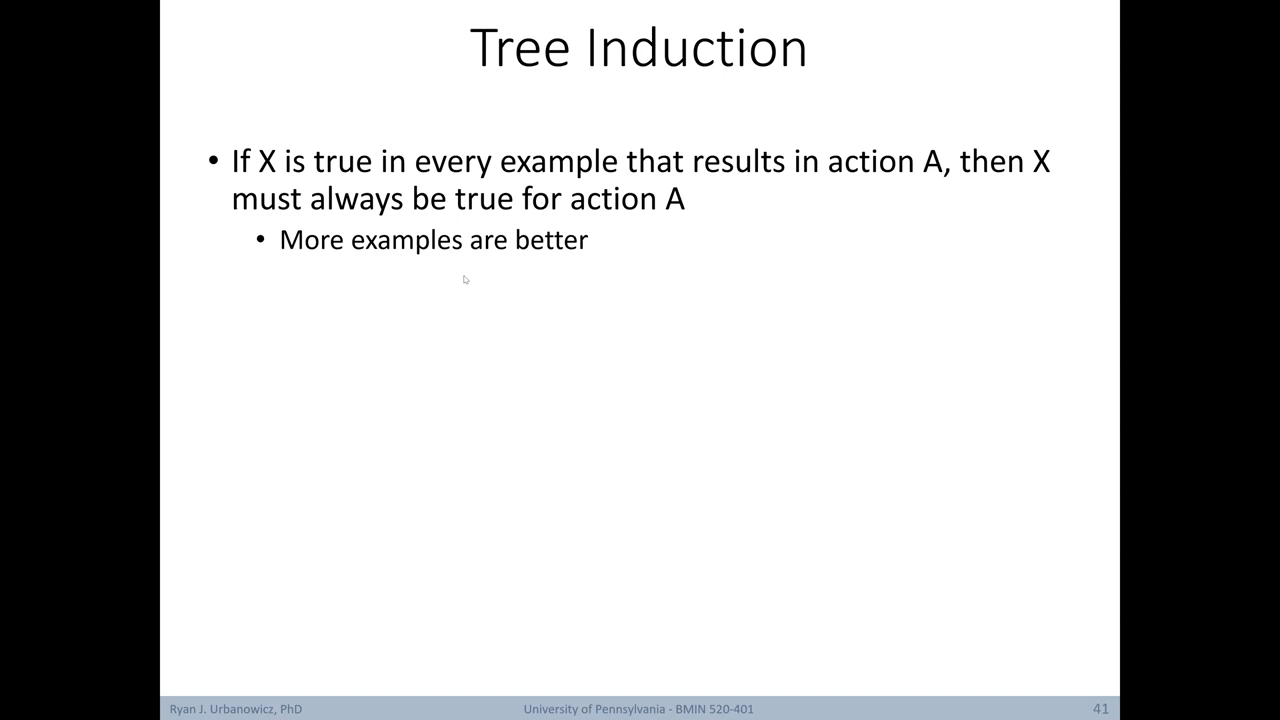 Tree Induction
• If X is true in every example that results in action A, then X
must always be true for action A
• More examples are better
Ryan J. Urbanowicz, PhD
University of Pennsylvania - BMIN 520-401
41